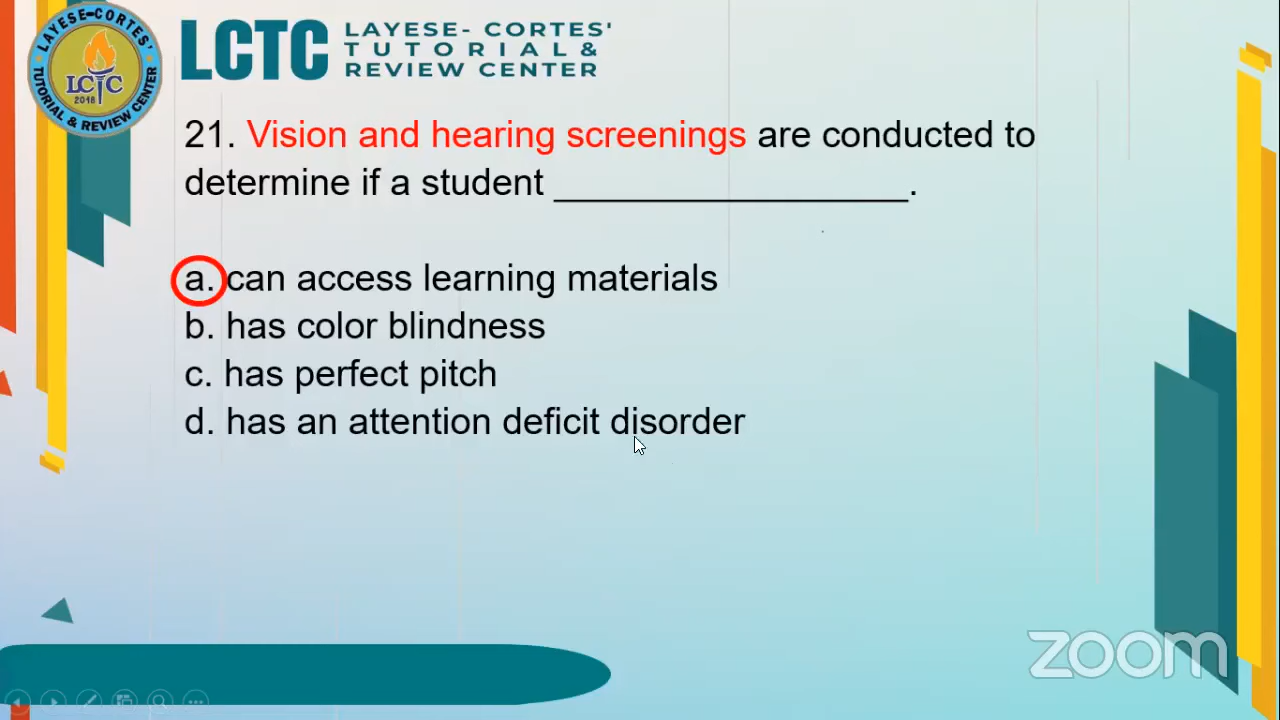 LAYESE-CORTES'
TUTORIAL & REVIEW CENTER
LCTC
2018
LCTC
LAYESE- CORTES'
TUTORIAL &
REVIEW CENTER
21. Vision and hearing screenings are conducted to
determine if a student __________________.
a. can access learning materials
b. has color blindness
c. has perfect pitch
d. has an attention deficit disorder
zoom